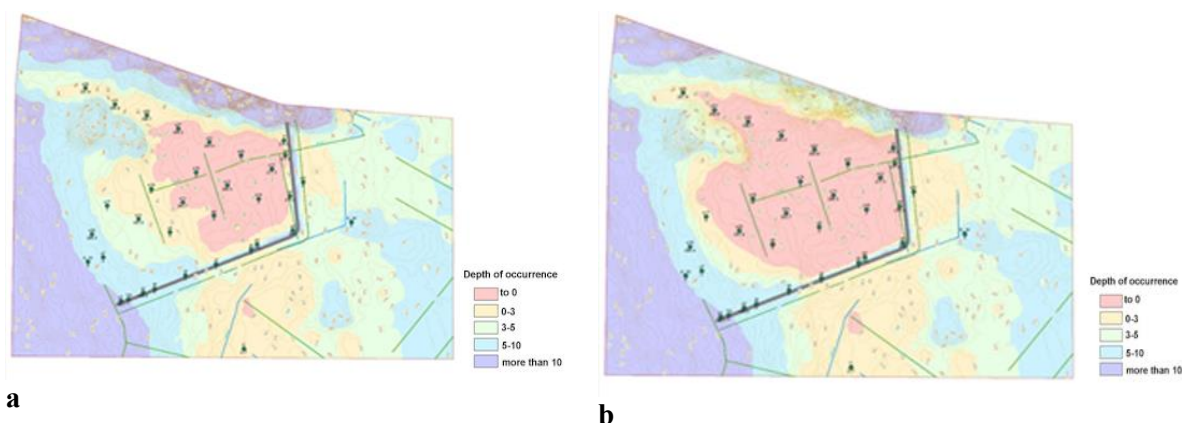 Depth of occurrence
to 0
0-3
3-5
5-10
more than 10
a
Depth of occurrence
to 0
0-3
3-5
5-10
more than 10
b